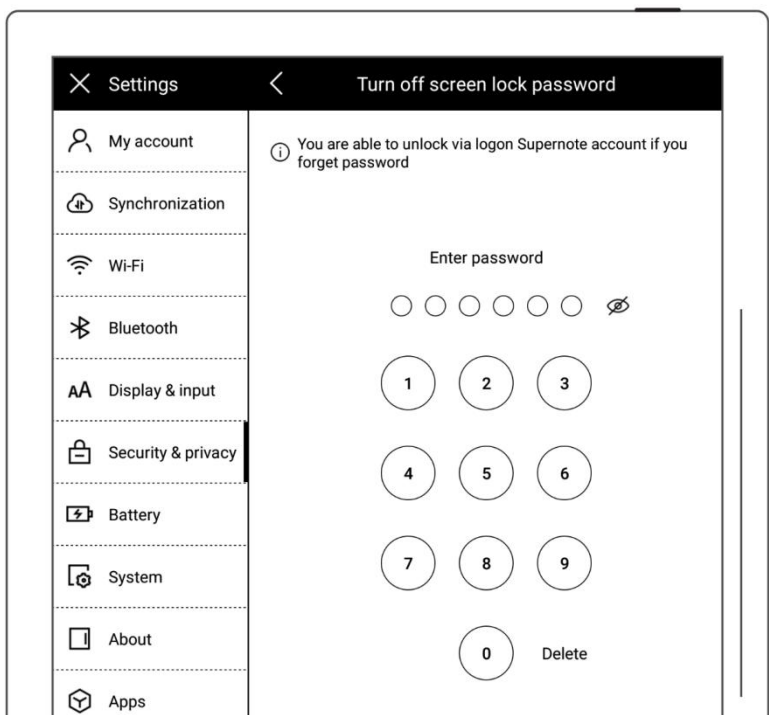 Settings
Turn off screen lock password
My account
You are able to unlock via logon Supernote account if you
forget password
Synchronization
Wi-Fi
Enter password
Bluetooth
AA Display & input
1 2 3
Security & privacy
4 5 6
Battery
7 8 9
System
About
0 Delete
Apps